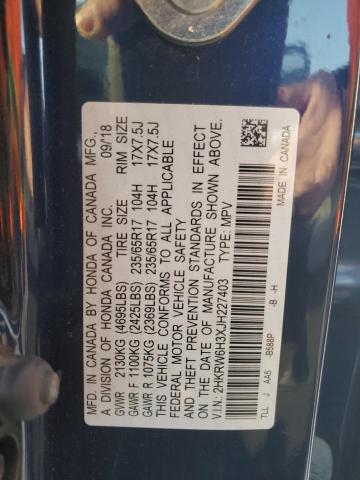 MFD. IN CANADA BY HONDA OF CANADA MFG.,
A DIVISION OF HONDA CANADA INC. 09/18
TIRE SIZE RIM SIZE
GVWR 2130KG (4695LBS)
GAWR F 1100KG (2425LBS) 235/65R17 104H 17X7.5J
GAWR R 1075KG (2369LBS) 235/65R17 104H 17X7.5J
THIS VEHICLE CONFORMS TO ALL APPLICABLE
FEDERAL MOTOR VEHICLE SAFETY
AND THEFT PREVENTION STANDARDS IN EFFECT
ON THE DATE OF MANUFACTURE SHOWN ABOVE.
V.I.N.: 2HKRW6H3XJH227403 TYPE: MPV
TLL J AA5 -B588P -B -H
MADE IN CANADA